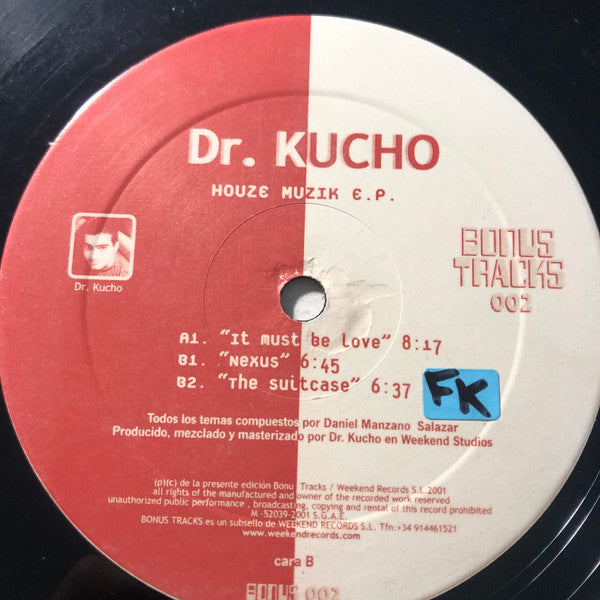 Dr. KUCHO
HOUZE MUZIK E.P.
BONUS
TRACKS
002
Dr. Kucho
A1. "It must be love" 8:17
B1. "Nexus" 6:45
B2. "The suitcase" 6:37
FK
Todos los temas compuestos por Daniel Manzano Salazar
Producido, mezclado y masterizado por Dr. Kucho en Weekend Studios
(p)(c) de la presente edición Bonu Tracks / Weekend Records S.L 2001
all rights of the manufactured and owner of the recorded work reserved
unauthorized public performance , broadcasting, copying and rental of this record prohibited
M -52039-2001 S.G.A.E.
BONUS TRACKS es un subsello de WEEKEND RECORDS S.L. Tfn:+34 914461521
www.weekendrecords.com
cara B
BONUS 002